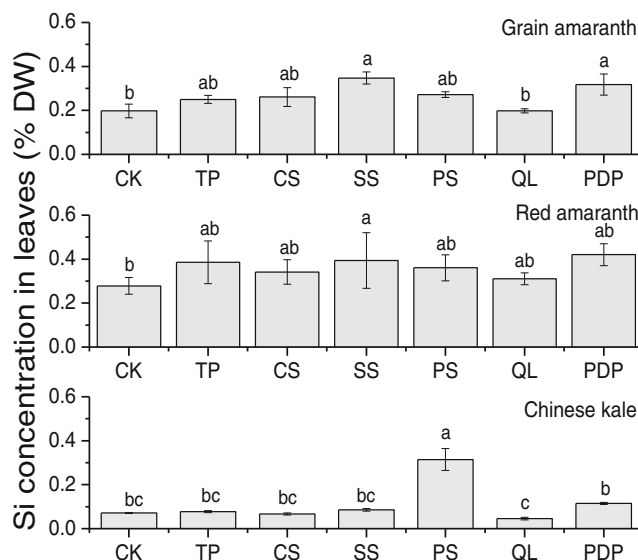 Si concentration in leaves (% DW)
Grain amaranth
0.6
0.4
0.2
0.0
b ab ab a ab b a
CK TP CS SS PS QL PDP
Red amaranth
0.6
0.4
0.2
0.0
b ab ab a ab ab ab
CK TP CS SS PS QL PDP
Chinese kale
0.6
0.4
0.2
0.0
bc bc bc bc a c b
CK TP CS SS PS QL PDP